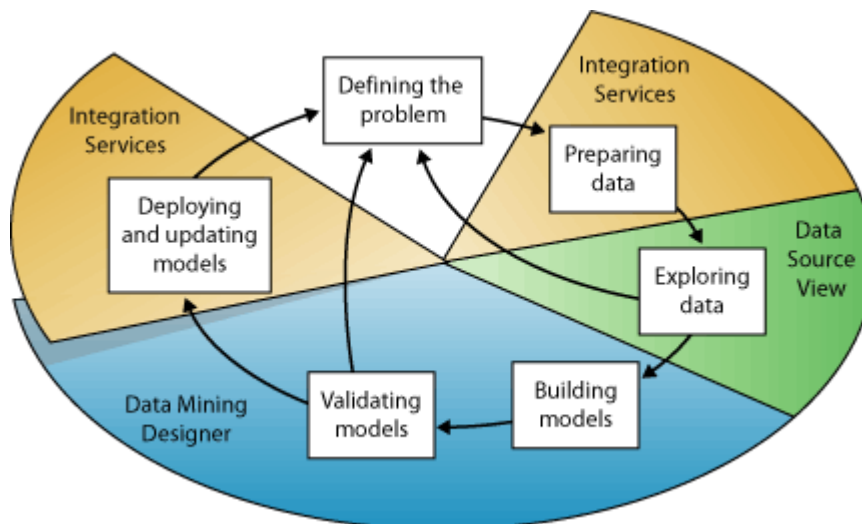 Defining the
problem
Integration
Services
Preparing
data
Data
Source
View
Exploring
data
Building
models
Validating
models
Data Mining
Designer
Deploying
and updating
models
Integration
Services